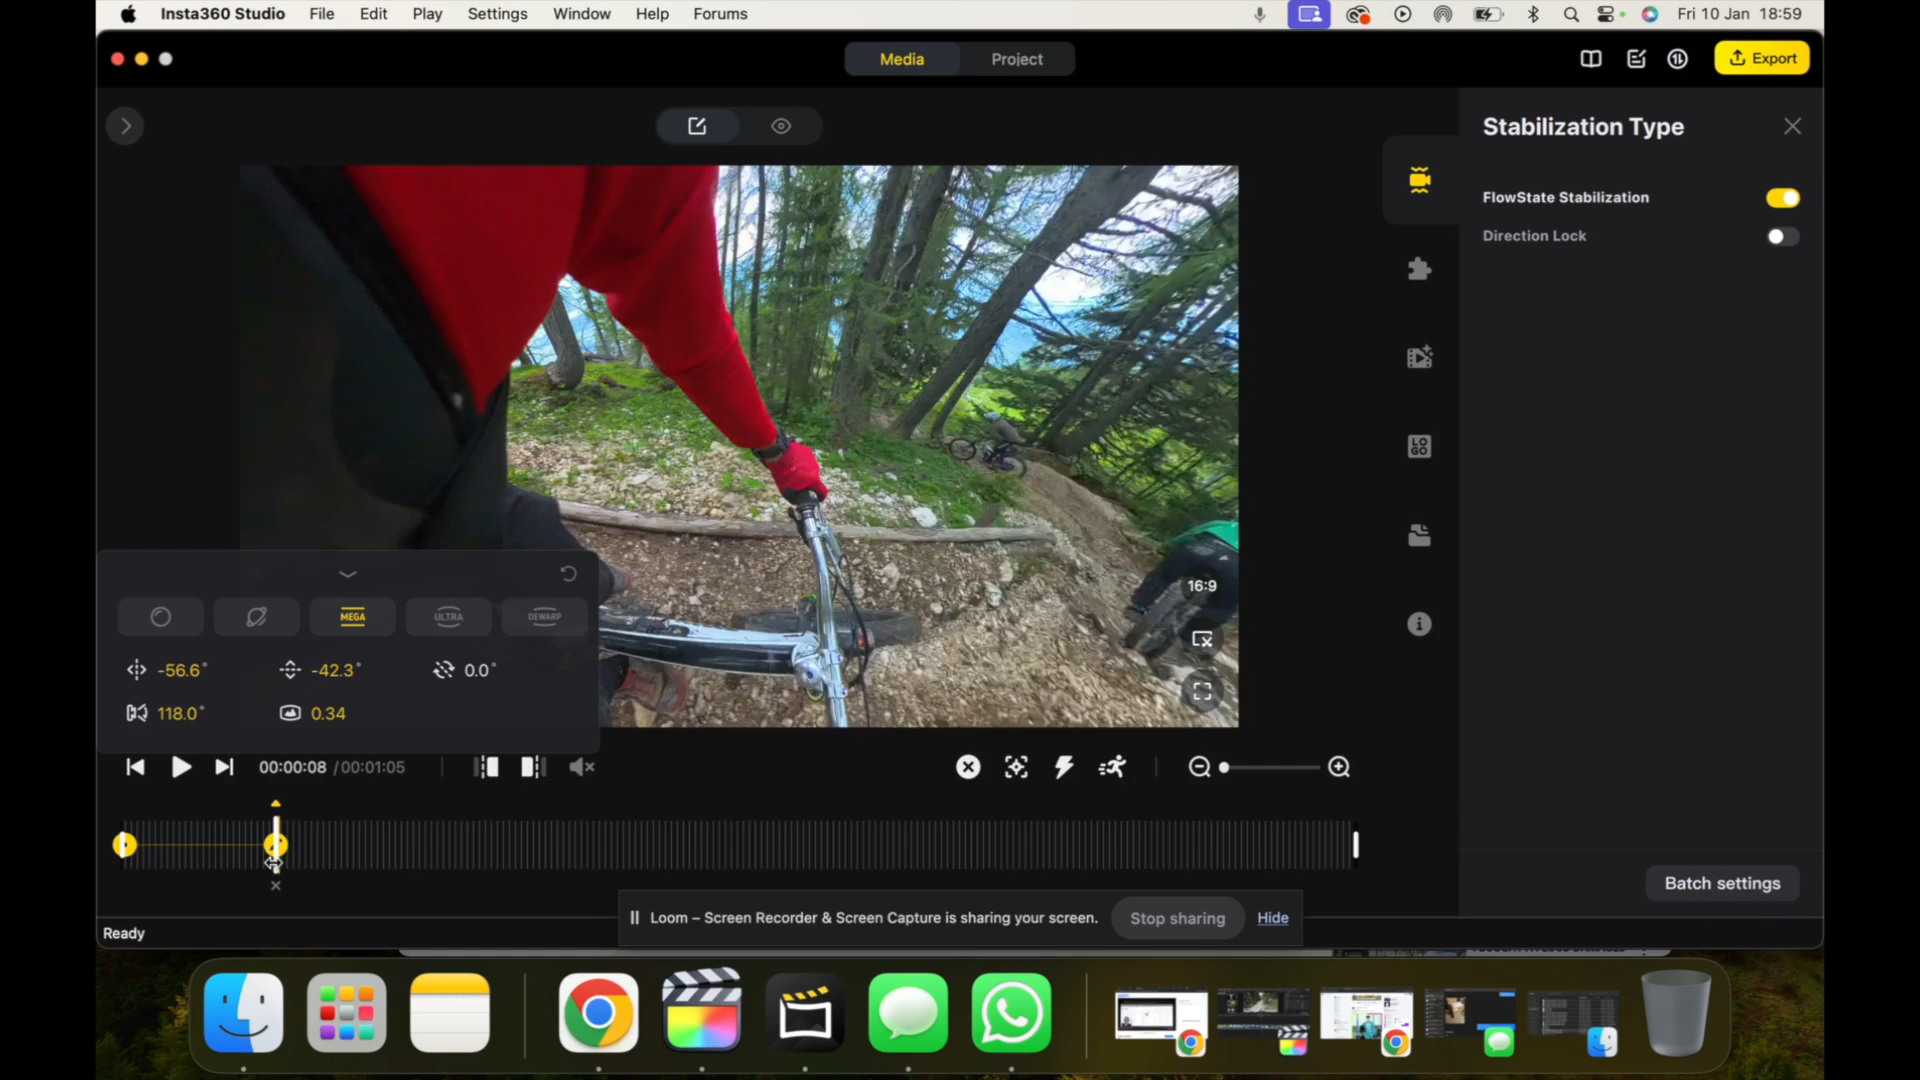 Insta360 Studio File Edit Play Settings Window Help Forums Fri 10 Jan 18:59
Media Project Export
Stabilization Type
FlowState Stabilization
Direction Lock
LOGO
16:9
MEGA ULTRA DEWARP
-56.6° -42.3° 0.0°
118.0° 0.34
00:00:08 /00:01:05
Batch settings
Loom – Screen Recorder & Screen Capture is sharing your screen. Stop sharing Hide
Ready